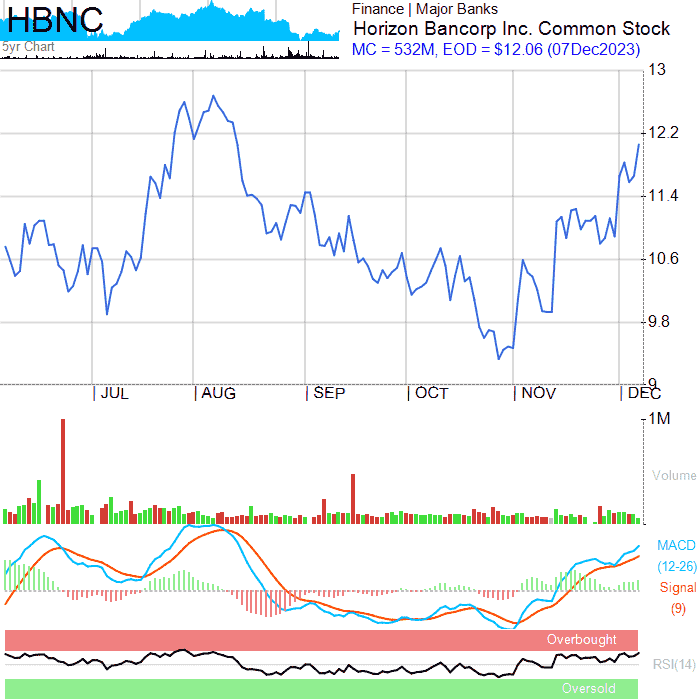 HBNC
5yr Chart
Finance | Major Banks
Horizon Bancorp Inc. Common Stock
MC = 532M, EOD = $12.06 (07Dec2023)
13
12.2
11.4
10.6
9.8
9
JUL AUG SEP OCT NOV DEC
1M
Volume
MACD
(12-26)
Signal
(9)
Overbought
RSI(14)
Oversold